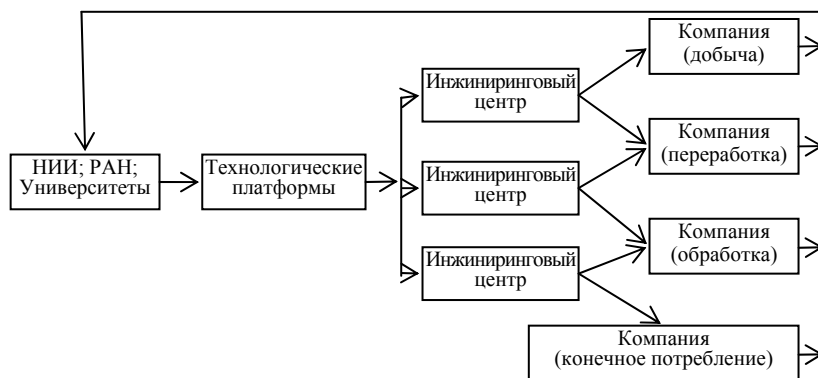 НИИ; РАН;
Университеты
Технологические
платформы
Инжиниринговый
центр
Инжиниринговый
центр
Инжиниринговый
центр
Компания
(добыча)
Компания
(переработка)
Компания
(обработка)
Компания
(конечное потребление)